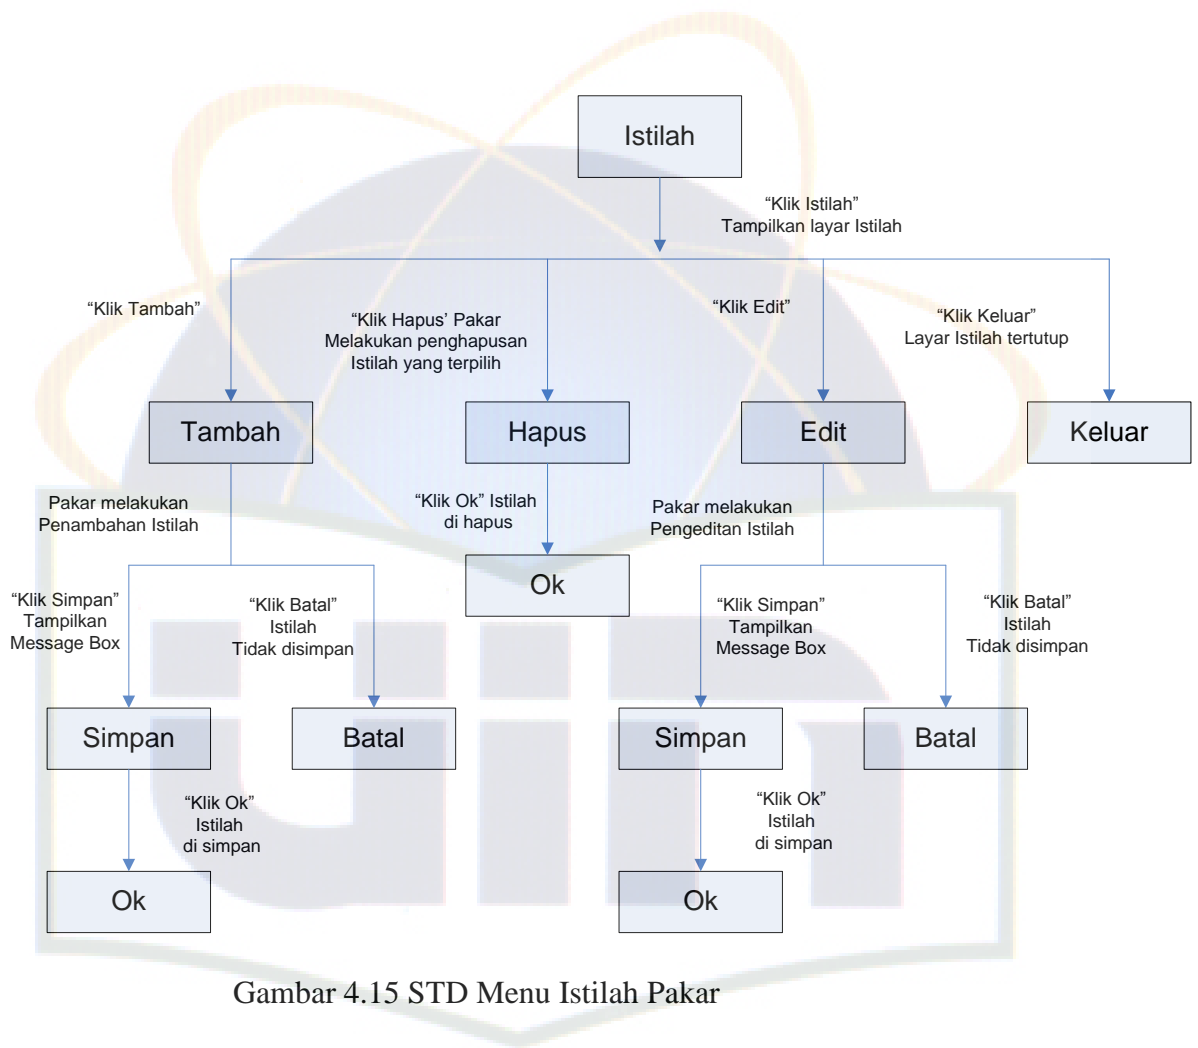 Istilah
“Klik Istilah”
Tampilkan layar Istilah
“Klik Tambah”
“Klik Hapus’ Pakar
Melakukan penghapusan
Istilah yang terpilih
“Klik Edit”
“Klik Keluar”
Layar Istilah tertutup
Tambah
Hapus
Edit
Keluar
Pakar melakukan
Penambahan Istilah
“Klik Ok” Istilah
di hapus
Pakar melakukan
Pengeditan Istilah
Ok
“Klik Simpan”
Tampilkan
Message Box
“Klik Batal”
Istilah
Tidak disimpan
“Klik Simpan”
Tampilkan
Message Box
“Klik Batal”
Istilah
Tidak disimpan
Simpan
Batal
Simpan
Batal
“Klik Ok”
Istilah
di simpan
“Klik Ok”
Istilah
di simpan
Ok
Ok
uin
Gambar 4.15 STD Menu Istilah Pakar